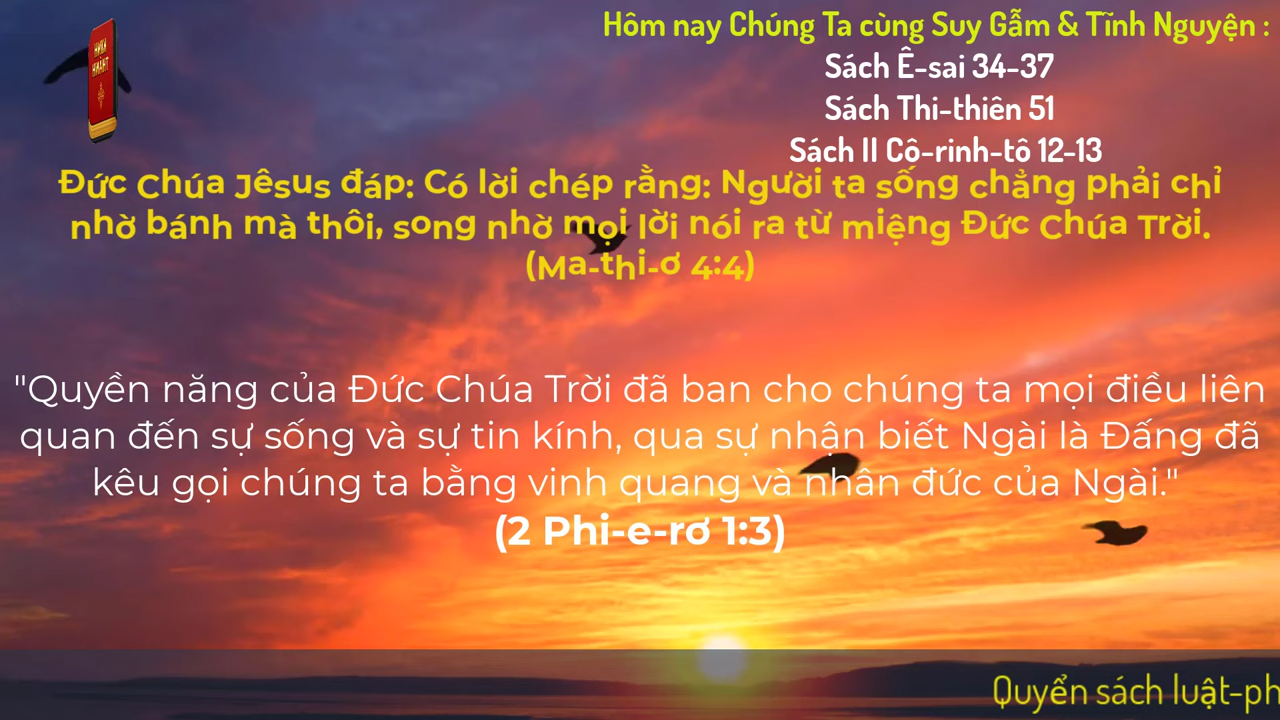 Hôm nay Chúng Ta cùng Suy Gẫm & Tĩnh Nguyện :
Sách Ê-sai 34-37
Sách Thi-thiên 51
Sách II Cô-rinh-tô 12-13
Đức Chúa Jêsus đáp: Có lời chép rằng: Người ta sống chẳng phải chỉ
nhờ bánh mà thôi, song nhờ mọi lời nói ra từ miệng Đức Chúa Trời.
(Ma-thi-ơ 4:4)
"Quyền năng của Đức Chúa Trời đã ban cho chúng ta mọi điều liên
quan đến sự sống và sự tin kính, qua sự nhận biết Ngài là Đấng đã
kêu gọi chúng ta bằng vinh quang và nhân đức của Ngài."
(2 Phi-e-rơ 1:3)
Quyển sách luật-ph